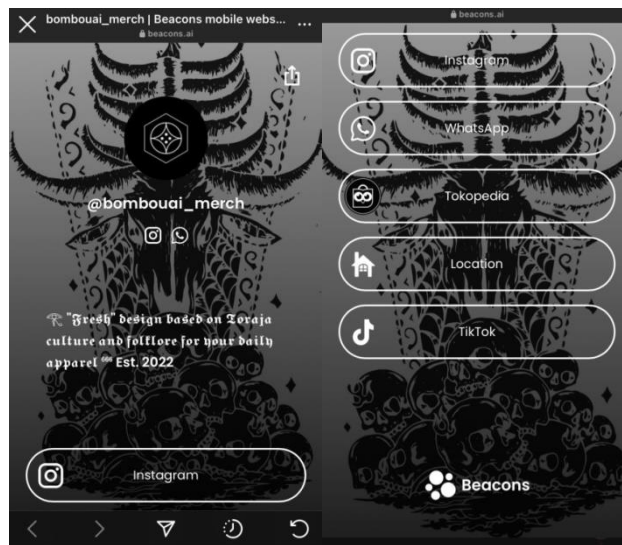 bombouai_merch | Beacons mobile webs...
beacons.ai
@bombouai_merch
"Fresh" design based on Toraja
culture and folklore for your daily
apparel 666 Est. 2022
Instagram
beacons.ai
Instagram
WhatsApp
Tokopedia
Location
TikTok
Beacons